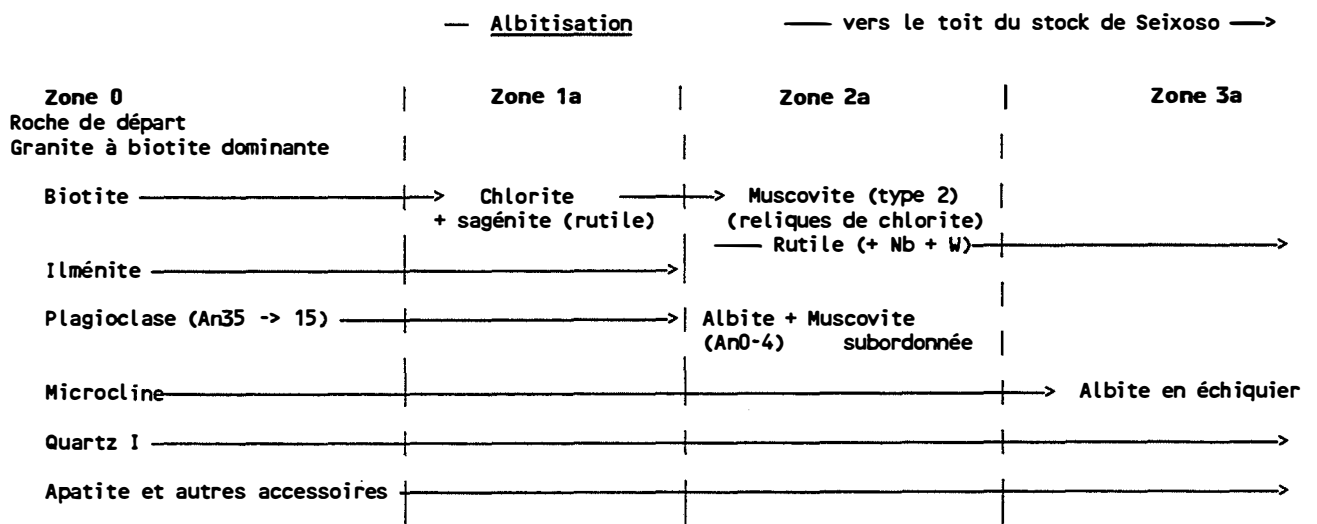 — Albitisation —— vers le toit du stock de Seixoso —>
Zone 0 | Zone 1a | Zone 2a | Zone 3a
Roche de départ
Granite à biotite dominante
Biotite ——> Chlorite ——> Muscovite (type 2)
+ sagénite (rutile) (reliques de chlorite)
—— Rutile (+ Nb + W) ——>
Ilménite ——>
Plagioclase (An35 -> 15) ——> Albite + Muscovite
(An0-4) subordonnée
Microcline ——> Albite en échiquier
Quartz I ——>
Apatite et autres accessoires ——>